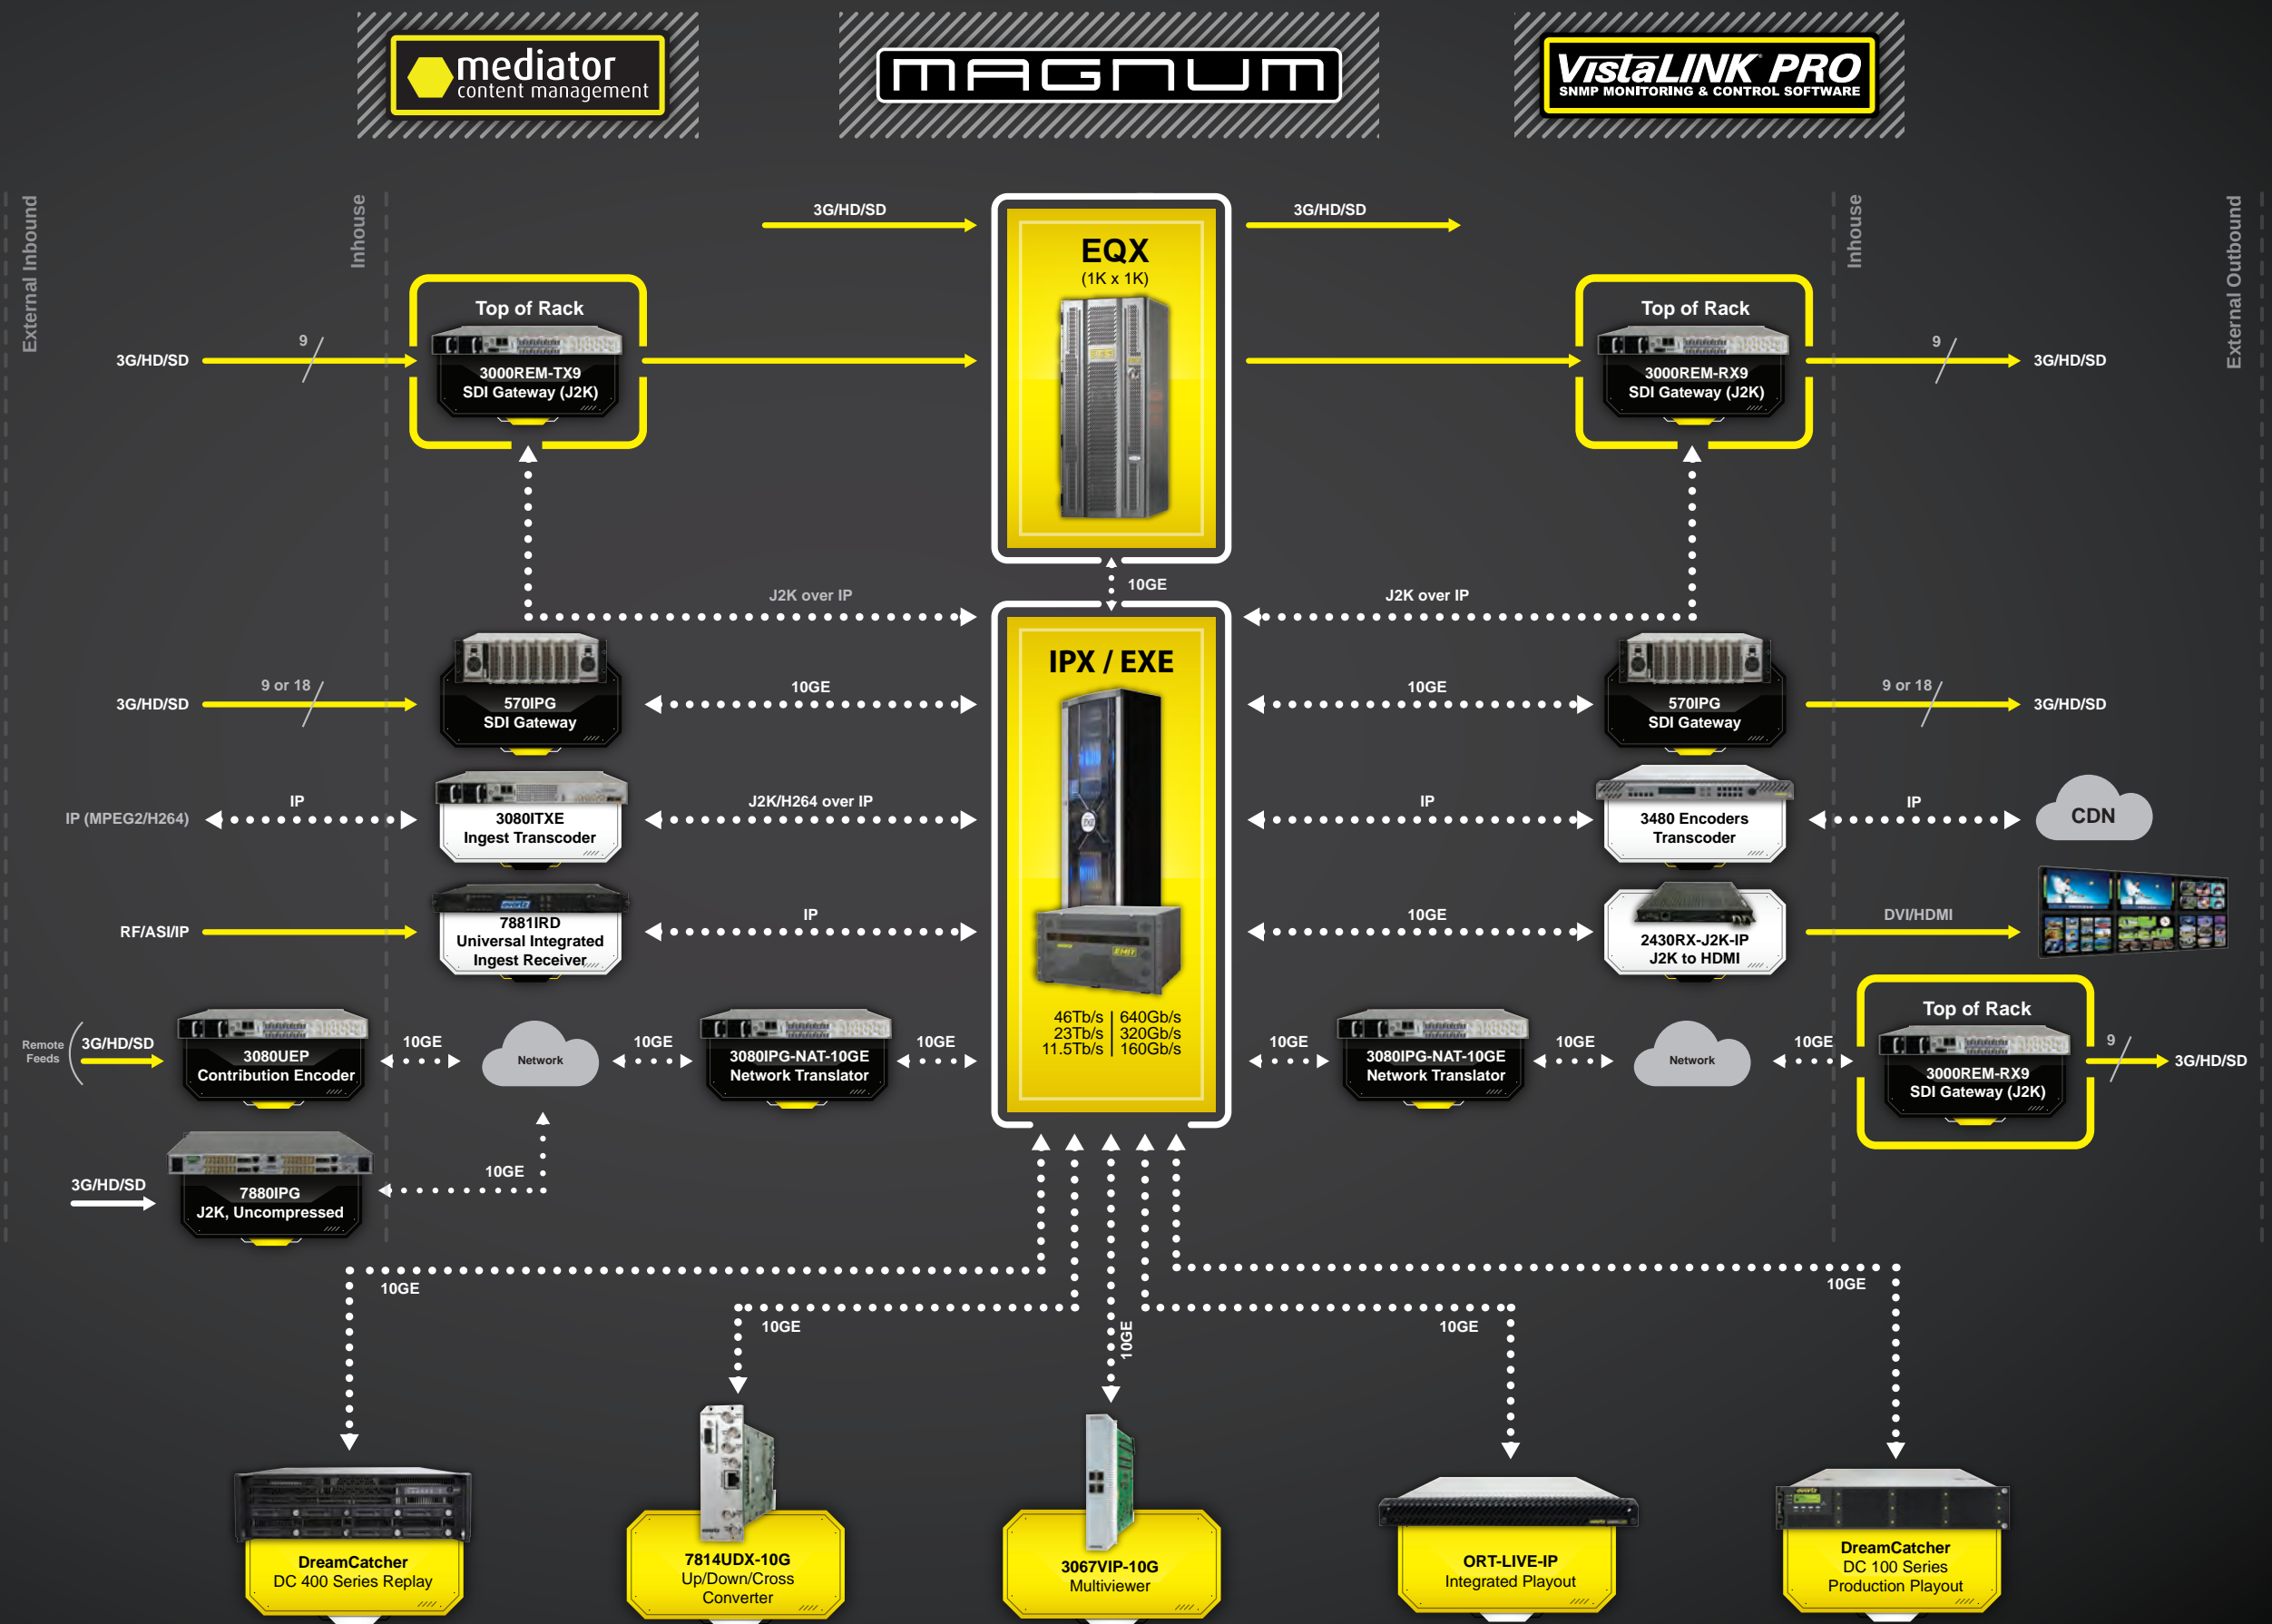 mediator
content management
MAGNUM
VistaLINK PRO
SNMP MONITORING & CONTROL SOFTWARE
External Inbound
Inhouse
Inhouse
External Outbound
3G/HD/SD
3G/HD/SD
EQX
(1K x 1K)
Top of Rack
3000REM-TX9
SDI Gateway (J2K)
3G/HD/SD
9
Top of Rack
3000REM-RX9
SDI Gateway (J2K)
9
3G/HD/SD
10GE
J2K over IP
J2K over IP
IPX / EXE
3G/HD/SD
9 or 18
570IPG
SDI Gateway
10GE
10GE
570IPG
SDI Gateway
9 or 18
3G/HD/SD
IP (MPEG2/H264)
IP
3080ITXE
Ingest Transcoder
J2K/H264 over IP
EXE
IP
3480 Encoders
Transcoder
IP
CDN
RF/ASI/IP
evertz
7881IRD
Universal Integrated
Ingest Receiver
IP
EMIT
10GE
2430RX-J2K-IP
J2K to HDMI
DVI/HDMI
46Tb/s | 640Gb/s
23Tb/s | 320Gb/s
11.5Tb/s | 160Gb/s
Remote
Feeds
3G/HD/SD
3080UEP
Contribution Encoder
10GE
Network
10GE
3080IPG-NAT-10GE
Network Translator
10GE
10GE
3080IPG-NAT-10GE
Network Translator
10GE
Network
10GE
Top of Rack
3000REM-RX9
SDI Gateway (J2K)
9
3G/HD/SD
3G/HD/SD
7880IPG
J2K, Uncompressed
10GE
10GE
10GE
10GE
10GE
10GE
DreamCatcher
DC 400 Series Replay
7814UDX-10G
Up/Down/Cross
Converter
3067VIP-10G
Multiviewer
ORT-LIVE-IP
Integrated Playout
DreamCatcher
DC 100 Series
Production Playout